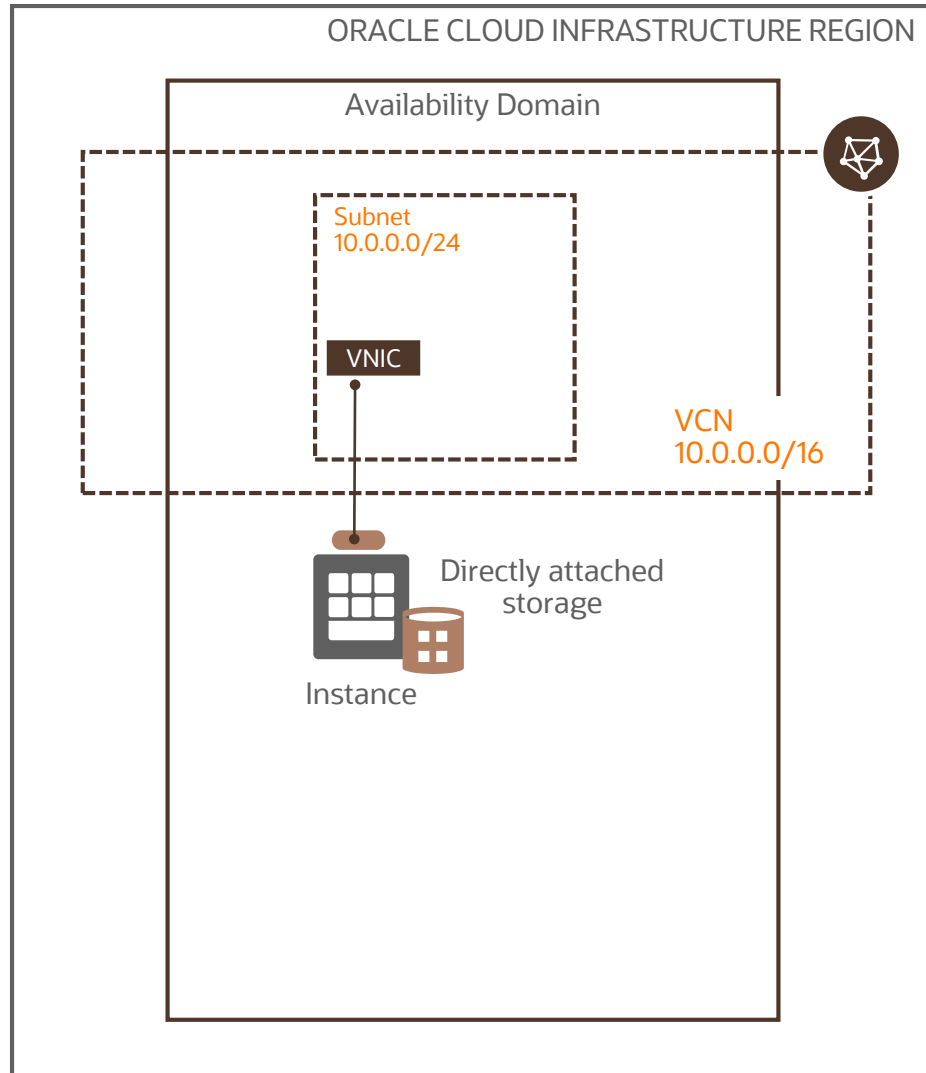 ORACLE CLOUD INFRASTRUCTURE REGION
Availability Domain
Subnet
10.0.0.0/24
VNIC
VCN
10.0.0.0/16
Directly attached
storage
Instance